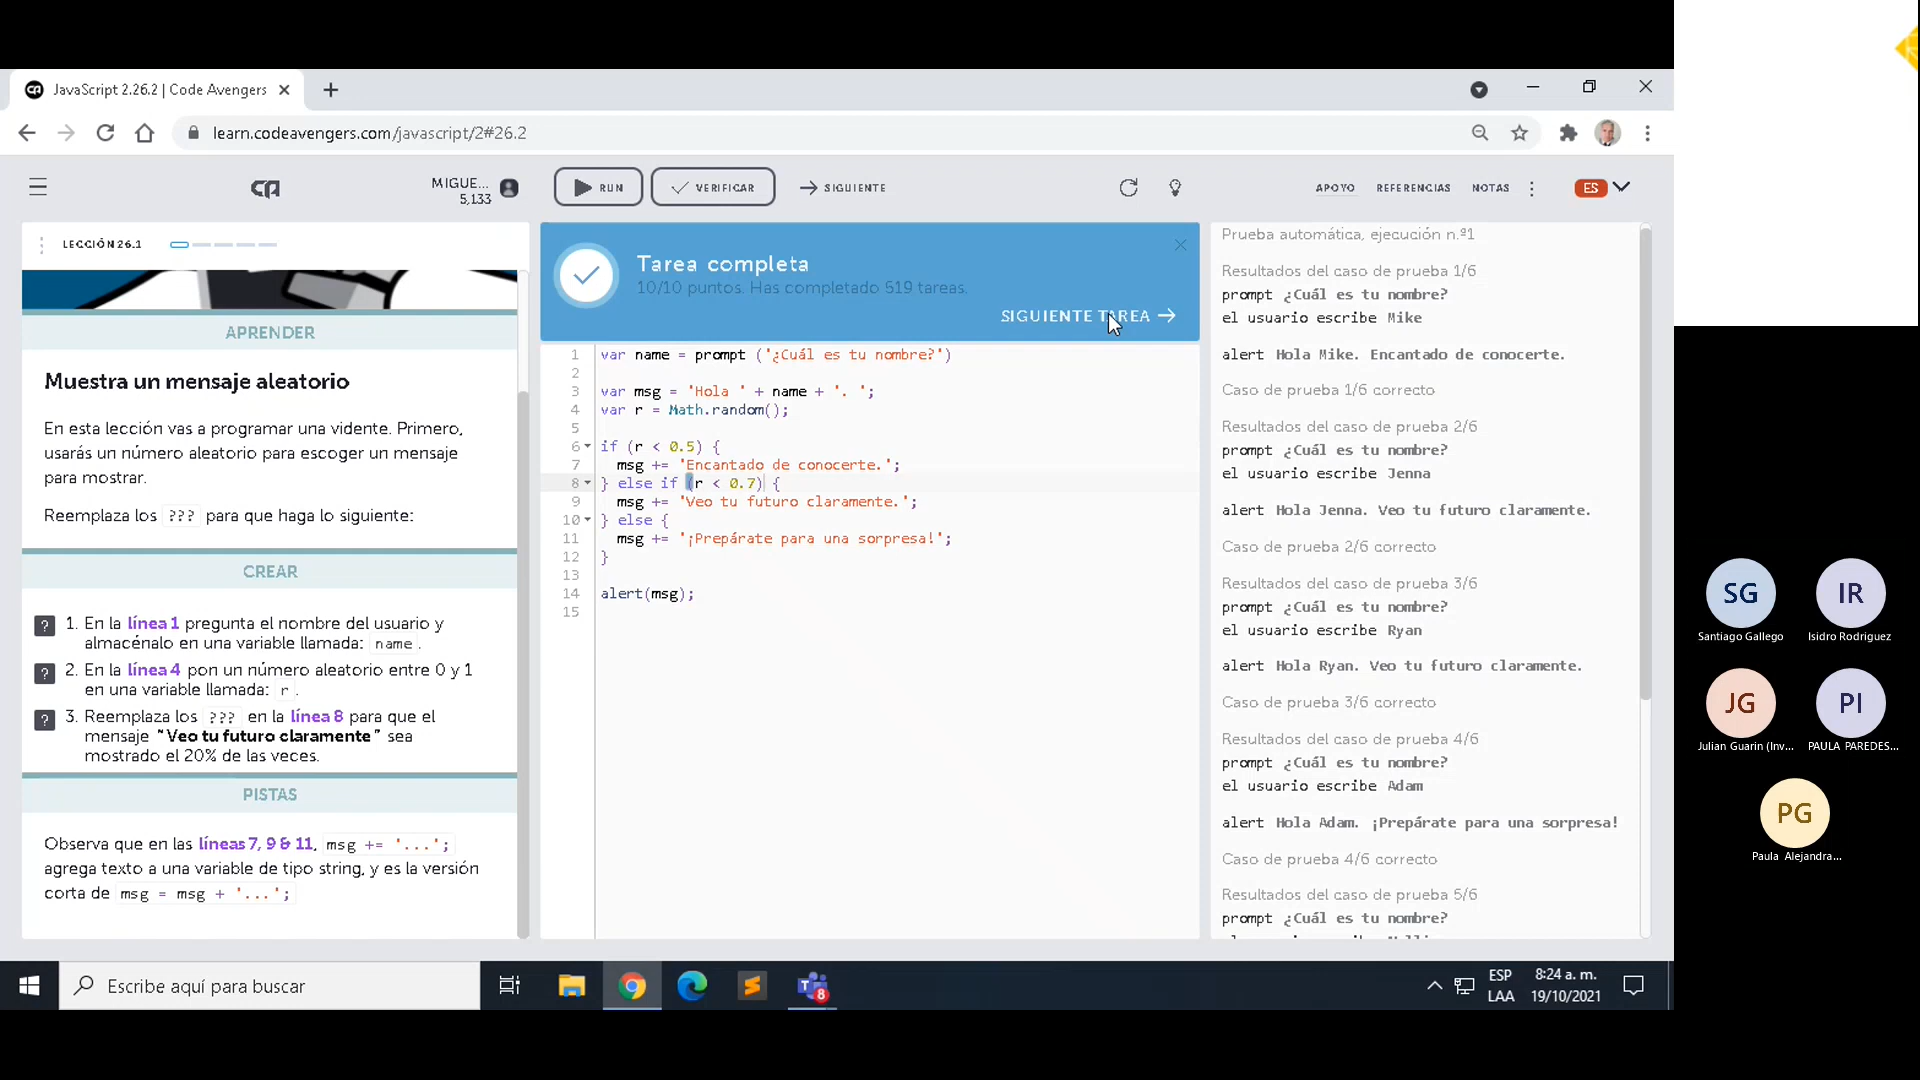 JavaScript 2.26.2 | Code Avengers
learn.codeavengers.com/javascript/2#26.2
MIGUE...
5,133
RUN
VERIFICAR
SIGUIENTE
APOYO
REFERENCIAS
NOTAS
ES
LECCIÓN 26.1
APRENDER
Muestra un mensaje aleatorio
En esta lección vas a programar una vidente. Primero,
usarás un número aleatorio para escoger un mensaje
para mostrar.
Reemplaza los ??? para que haga lo siguiente:
CREAR
? 1. En la línea 1 pregunta el nombre del usuario y
almacénalo en una variable llamada: name .
? 2. En la línea 4 pon un número aleatorio entre 0 y 1
en una variable llamada: r .
? 3. Reemplaza los ??? en la línea 8 para que el
mensaje "Veo tu futuro claramente" sea
mostrado el 20% de las veces.
PISTAS
Observa que en las líneas 7, 9 & 11, msg += '...';
agrega texto a una variable de tipo string, y es la versión
corta de msg = msg + '...';
Tarea completa
10/10 puntos. Has completado 519 tareas.
SIGUIENTE TAREA
1 var name = prompt ('¿Cuál es tu nombre?')
2
3 var msg = 'Hola ' + name + '. ';
4 var r = Math.random();
5
6 if (r < 0.5) {
7 msg += 'Encantado de conocerte.';
8 } else if (r < 0.7) {
9 msg += 'Veo tu futuro claramente.';
10 } else {
11 msg += '¡Prepárate para una sorpresa!';
12 }
13
14 alert(msg);
15
Prueba automática, ejecución n.º1
Resultados del caso de prueba 1/6
prompt ¿Cuál es tu nombre?
el usuario escribe Mike
alert Hola Mike. Encantado de conocerte.
Caso de prueba 1/6 correcto
Resultados del caso de prueba 2/6
prompt ¿Cuál es tu nombre?
el usuario escribe Jenna
alert Hola Jenna. Veo tu futuro claramente.
Caso de prueba 2/6 correcto
Resultados del caso de prueba 3/6
prompt ¿Cuál es tu nombre?
el usuario escribe Ryan
alert Hola Ryan. Veo tu futuro claramente.
Caso de prueba 3/6 correcto
Resultados del caso de prueba 4/6
prompt ¿Cuál es tu nombre?
el usuario escribe Adam
alert Hola Adam. ¡Prepárate para una sorpresa!
Caso de prueba 4/6 correcto
Resultados del caso de prueba 5/6
prompt ¿Cuál es tu nombre?
SG
Santiago Gallego
IR
Isidro Rodriguez
JG
Julian Guarin (Inv...
PI
PAULA PAREDES...
PG
Paula Alejandra...
Escribe aquí para buscar
8
ESP
LAA
8:24 a. m.
19/10/2021